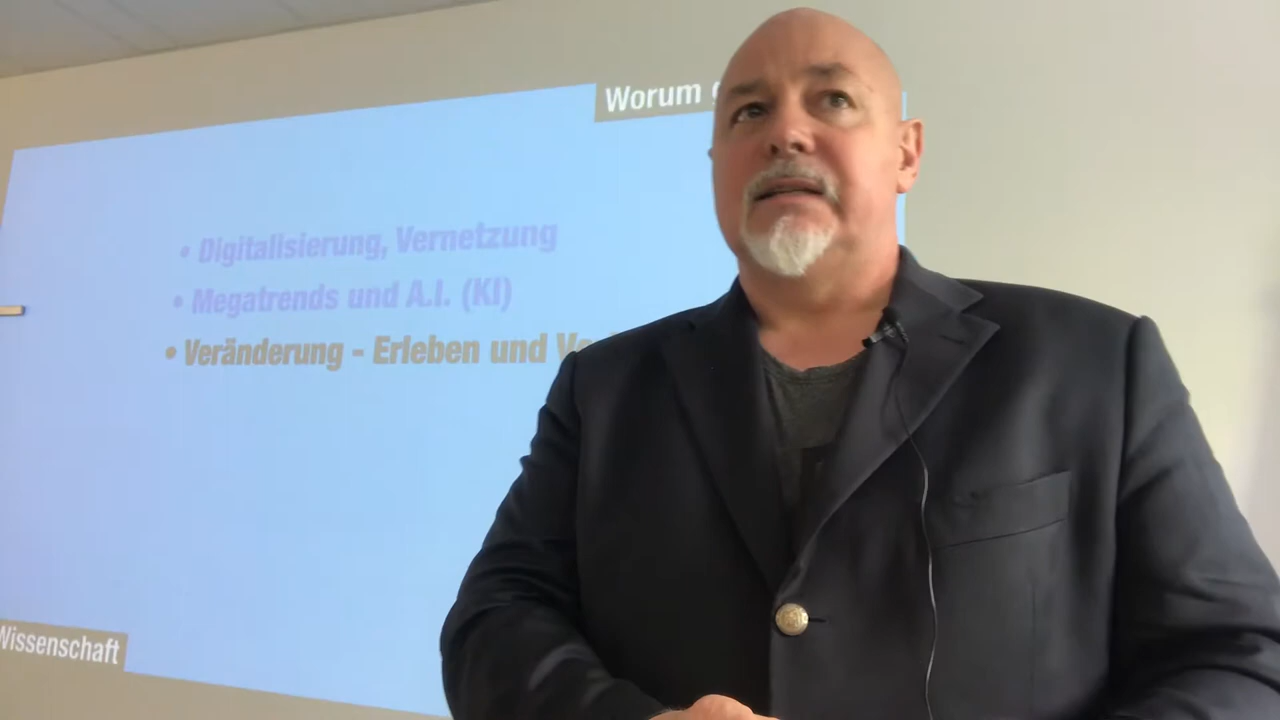 Worum
• Digitalisierung, Vernetzung
• Megatrends und A.I. (KI)
• Veränderung - Erleben und
Wissenschaft